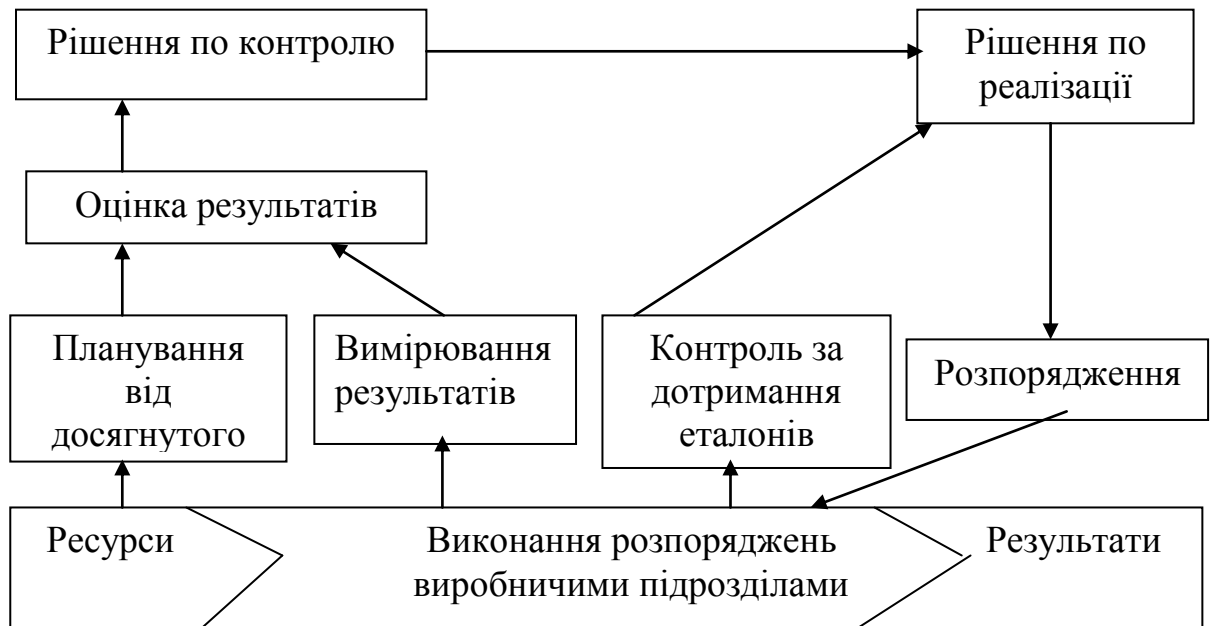 Рішення по контролю
Рішення по
реалізації
Оцінка результатів
Планування
від
досягнутого
Вимірювання
результатів
Контроль за
дотримання
еталонів
Розпорядження
Ресурси
Виконання розпоряджень
виробничими підрозділами
Результати